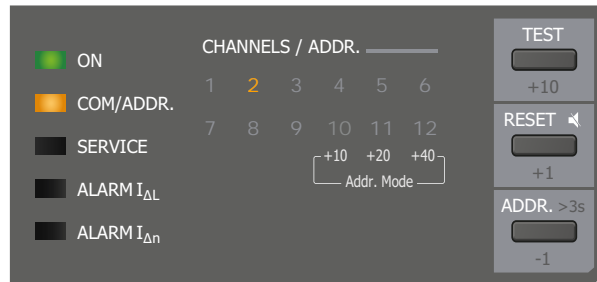 ON
COM/ADDR.
SERVICE
ALARM IΔL
ALARM IΔn
CHANNELS / ADDR.
1 2 3 4 5 6
7 8 9 10 11 12
+10 +20 +40
Addr. Mode
TEST
+10
RESET
+1
ADDR. >3s
-1